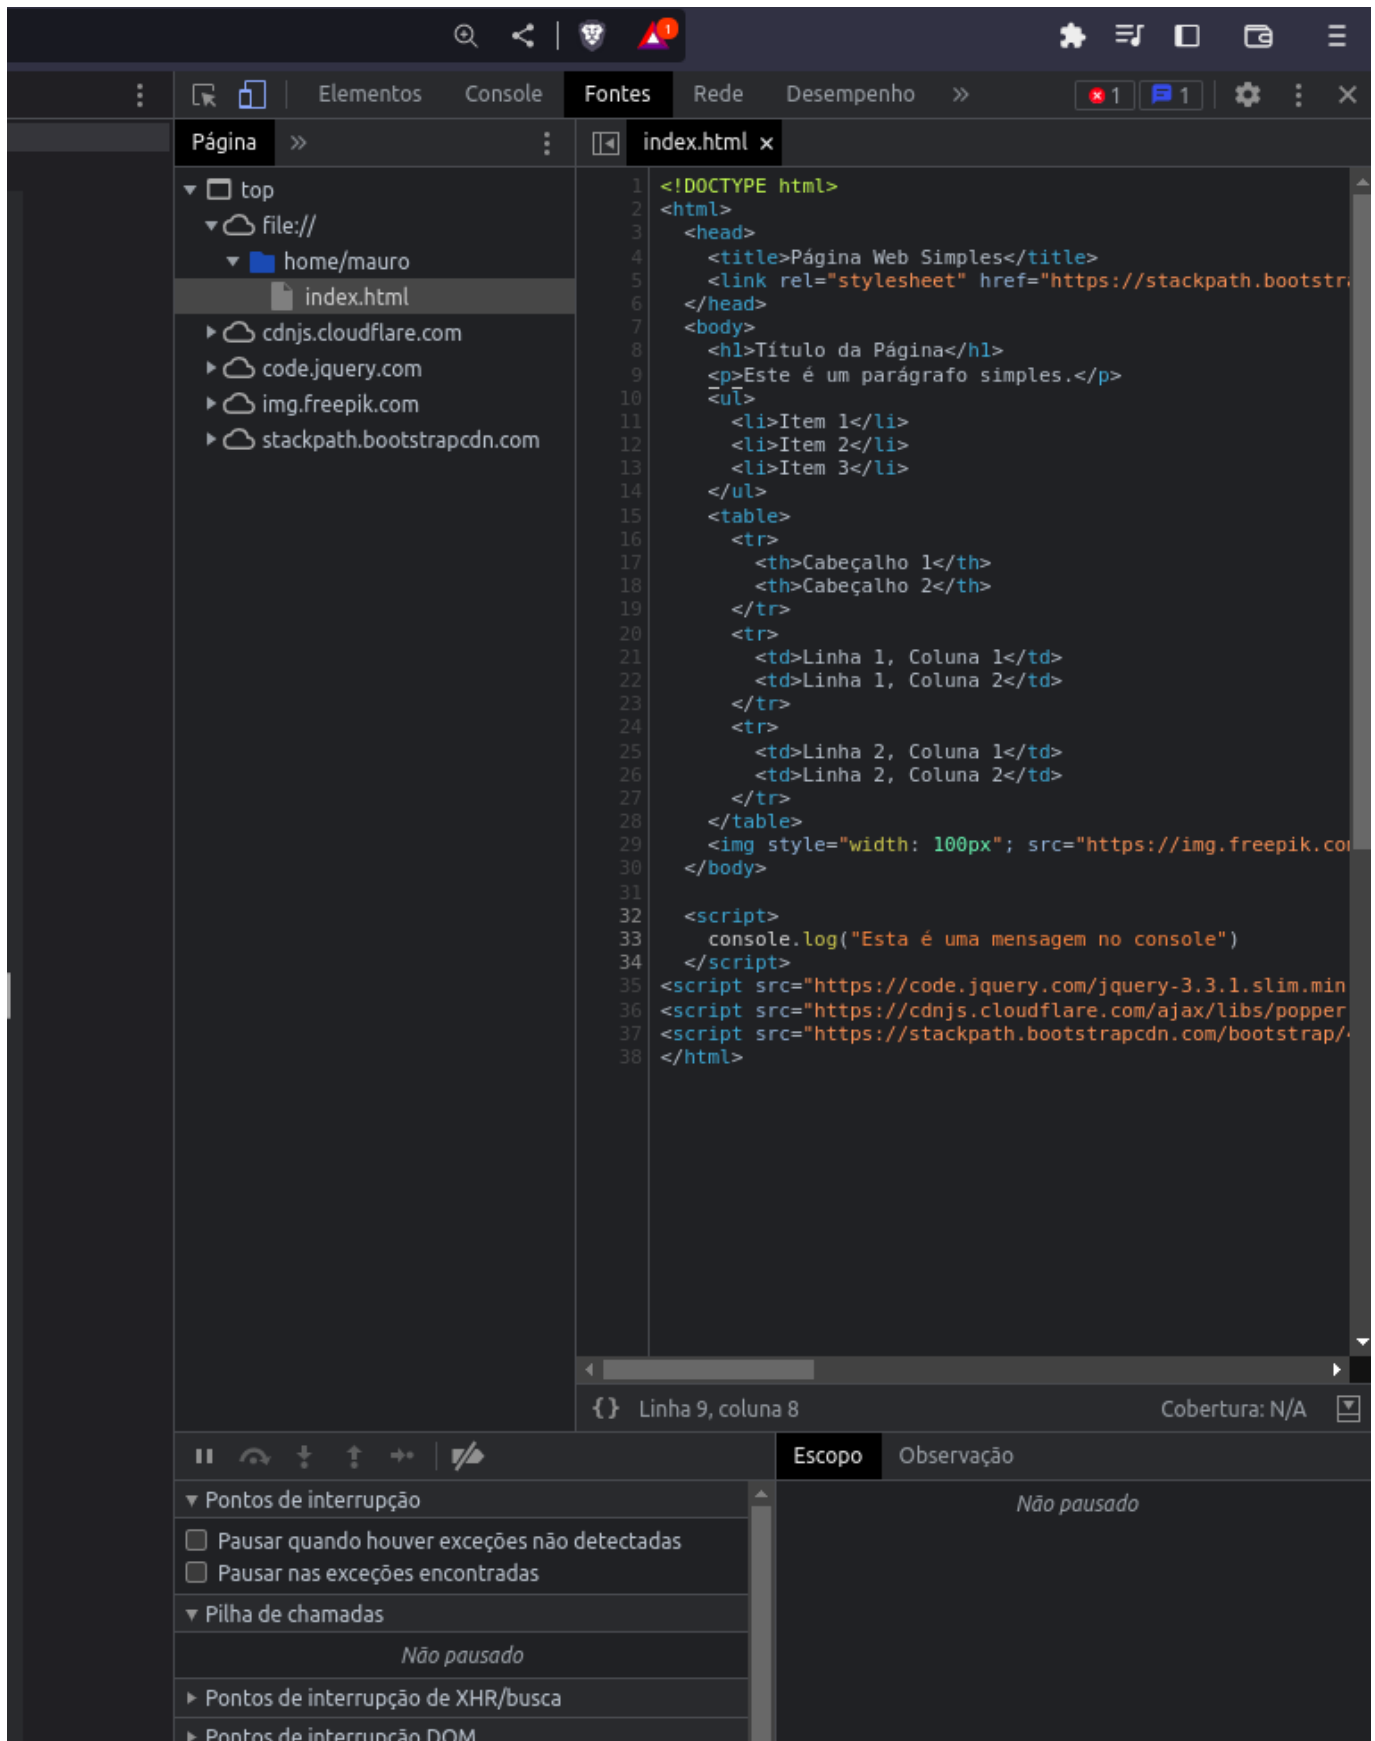 1
Elementos Console Fontes Rede Desempenho » 1 1
Página » index.html ×
top
file://
home/mauro
index.html
cdnjs.cloudflare.com
code.jquery.com
img.freepik.com
stackpath.bootstrapcdn.com
1 <!DOCTYPE html>
2 <html>
3 <head>
4 <title>Página Web Simples</title>
5 <link rel="stylesheet" href="https://stackpath.bootstra
6 </head>
7 <body>
8 <h1>Título da Página</h1>
9 <p>Este é um parágrafo simples.</p>
10 <ul>
11 <li>Item 1</li>
12 <li>Item 2</li>
13 <li>Item 3</li>
14 </ul>
15 <table>
16 <tr>
17 <th>Cabeçalho 1</th>
18 <th>Cabeçalho 2</th>
19 </tr>
20 <tr>
21 <td>Linha 1, Coluna 1</td>
22 <td>Linha 1, Coluna 2</td>
23 </tr>
24 <tr>
25 <td>Linha 2, Coluna 1</td>
26 <td>Linha 2, Coluna 2</td>
27 </tr>
28 </table>
29 <img style="width: 100px"; src="https://img.freepik.co
30 </body>
31
32 <script>
33 console.log("Esta é uma mensagem no console")
34 </script>
35 <script src="https://code.jquery.com/jquery-3.3.1.slim.min
36 <script src="https://cdnjs.cloudflare.com/ajax/libs/popper
37 <script src="https://stackpath.bootstrapcdn.com/bootstrap/
38 </html>
{} Linha 9, coluna 8 Cobertura: N/A
Escopo Observação
Pontos de interrupção
Não pausado
Pausar quando houver exceções não detectadas
Pausar nas exceções encontradas
Pilha de chamadas
Não pausado
Pontos de interrupção de XHR/busca
Pontos de interrupção DOM